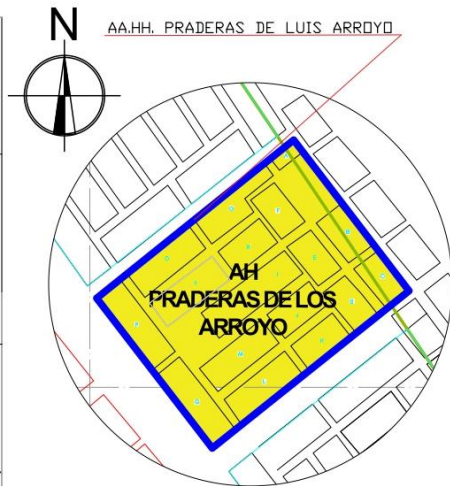 N
AA.HH. PRADERAS DE LUIS ARROYO
AH
PRADERAS DE LOS
ARROYO